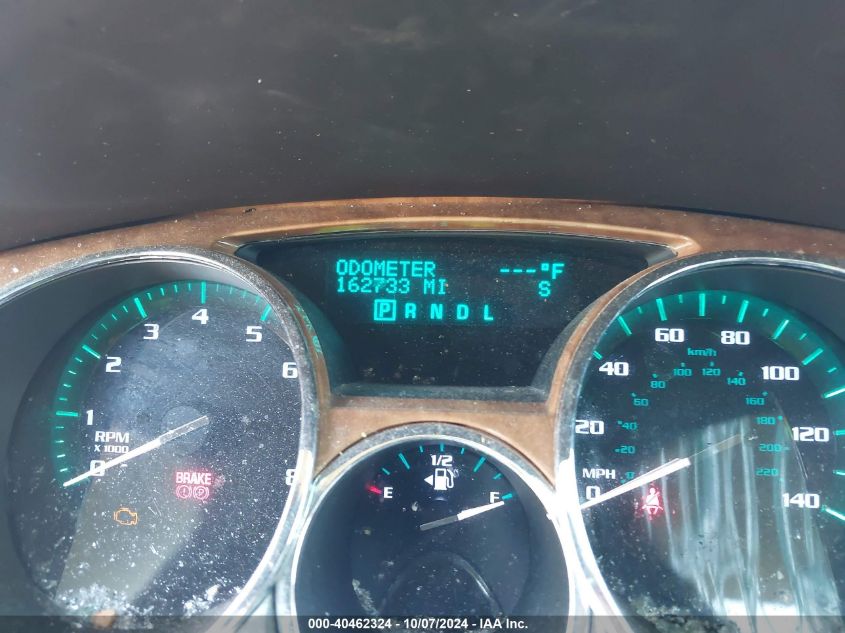 ODOMETER ---°F
162733 MI S
P R N D L
0 1 2 3 4 5 6 8
RPM
X 1000
BRAKE
E 1/2 F
0 20 40 60 80 100 120 140
MPH
km/h
0 20 40 60 80 100 120 140 160 180 200 220
000-40462324 - 10/07/2024 - IAA Inc.